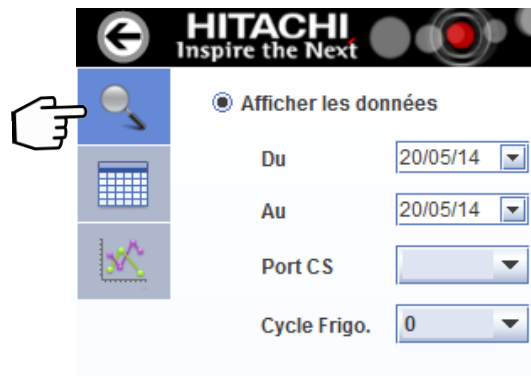 HITACHI
Inspire the Next
Afficher les données
Du 20/05/14
Au 20/05/14
Port CS
Cycle Frigo. 0